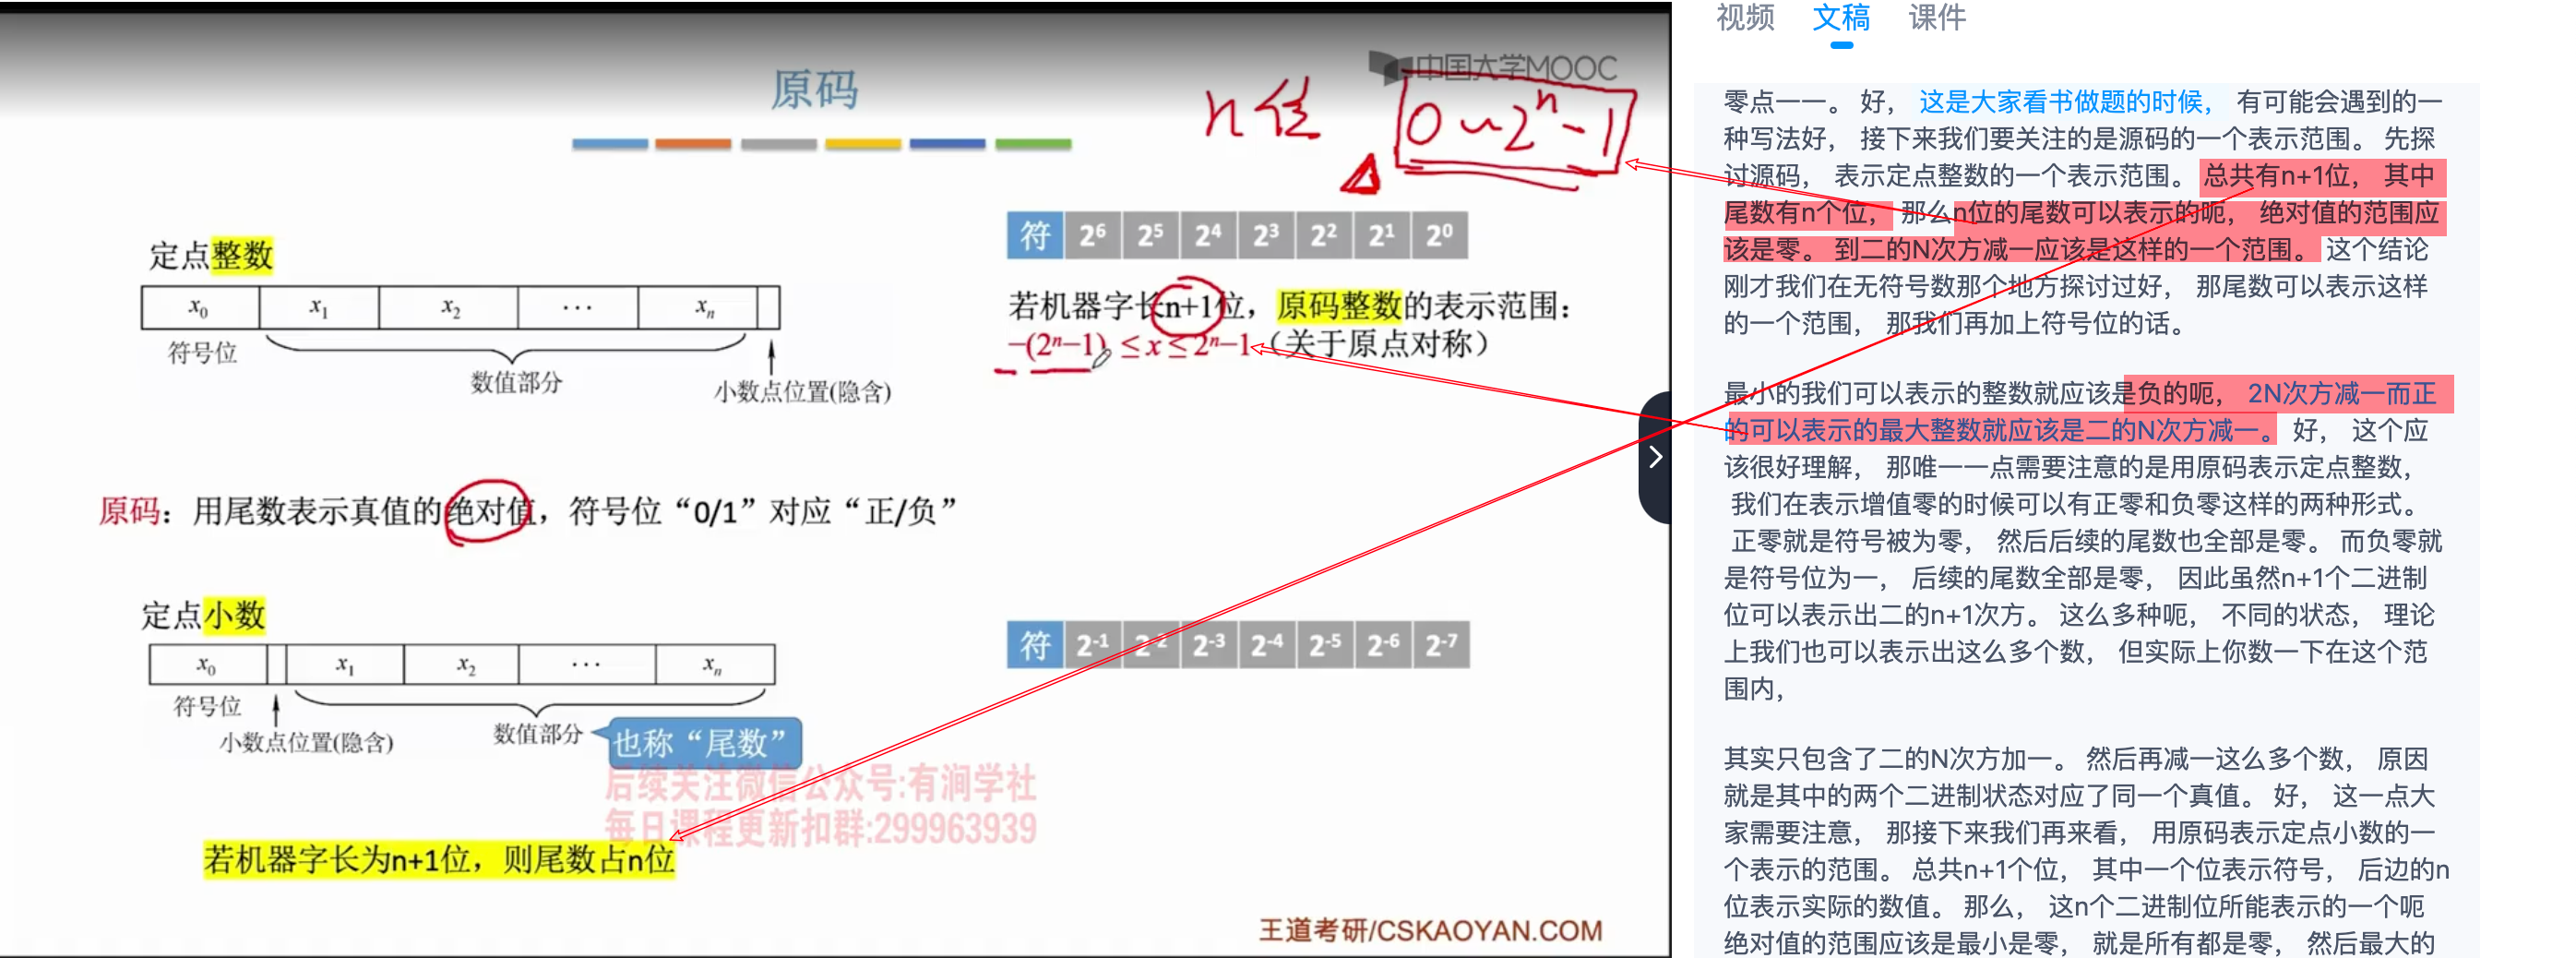 原码
中国大学MOOC
n位 0~2ⁿ-1
定点整数
x₀ x₁ x₂ ··· xₙ
符号位
数值部分
小数点位置(隐含)
符 2⁶ 2⁵ 2⁴ 2³ 2² 2¹ 2⁰
若机器字长n+1位，原码整数的表示范围：
−(2ⁿ−1) ≤ x ≤ 2ⁿ−1（关于原点对称）
原码：用尾数表示真值的绝对值，符号位“0/1”对应“正/负”
定点小数
x₀ x₁ x₂ ··· xₙ
符号位
小数点位置(隐含)
数值部分
也称“尾数”
符 2⁻¹ 2⁻² 2⁻³ 2⁻⁴ 2⁻⁵ 2⁻⁶ 2⁻⁷
后续关注微信公众号:有涧学社
每日课程更新扣群:299963939
若机器字长为n+1位，则尾数占n位
王道考研/CSKAOYAN.COM
视频 文稿 课件
零点一一。 好， 这是大家看书做题的时候， 有可能会遇到的一
种写法好， 接下来我们要关注的是源码的一个表示范围。 先探
讨源码， 表示定点整数的一个表示范围。 总共有n+1位， 其中
尾数有n个位， 那么n位的尾数可以表示的呃， 绝对值的范围应
该是零。 到二的N次方减一应该是这样的一个范围。 这个结论
刚才我们在无符号数那个地方探讨过好， 那尾数可以表示这样
的一个范围， 那我们再加上符号位的话。
最小的我们可以表示的整数就应该是负的呃， 2N次方减一而正
的可以表示的最大整数就应该是二的N次方减一。 好， 这个应
该很好理解， 那唯一一点需要注意的是用原码表示定点整数，
我们在表示增值零的时候可以有正零和负零这样的两种形式。
正零就是符号被为零， 然后后续的尾数也全部是零。 而负零就
是符号位为一， 后续的尾数全部是零， 因此虽然n+1个二进制
位可以表示出二的n+1次方。 这么多种呃， 不同的状态， 理论
上我们也可以表示出这么多个数， 但实际上你数一下在这个范
围内，
其实只包含了二的N次方加一。 然后再减一这么多个数， 原因
就是其中的两个二进制状态对应了同一个真值。 好， 这一点大
家需要注意， 那接下来我们再来看， 用原码表示定点小数的一
个表示的范围。 总共n+1个位， 其中一个位表示符号， 后边的n
位表示实际的数值。 那么， 这n个二进制位所能表示的一个呃
绝对值的范围应该是最小是零， 就是所有都是零， 然后最大的